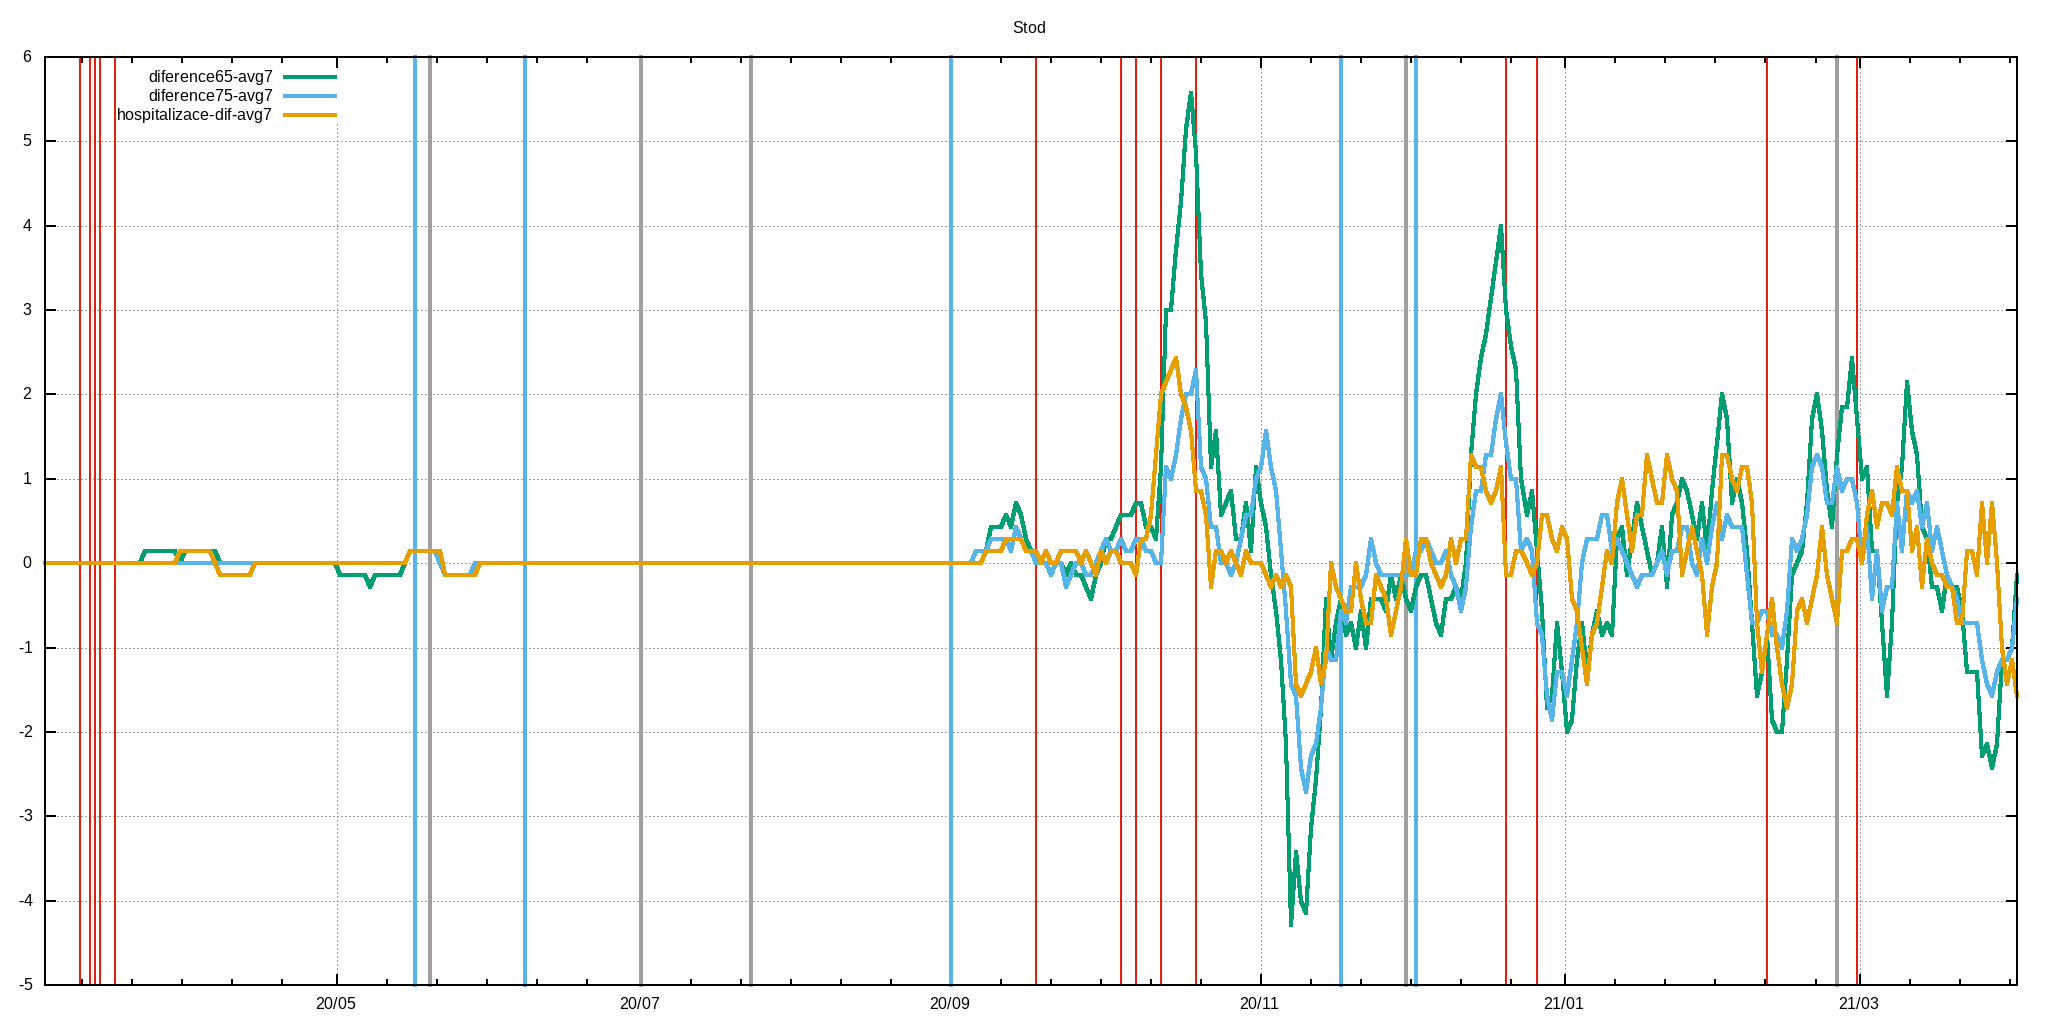 Stod
6
diference65-avg7
diference75-avg7
hospitalizace-dif-avg7
5
4
3
2
1
0
-1
-2
-3
-4
-5
20/05 20/07 20/09 20/11 21/01 21/03